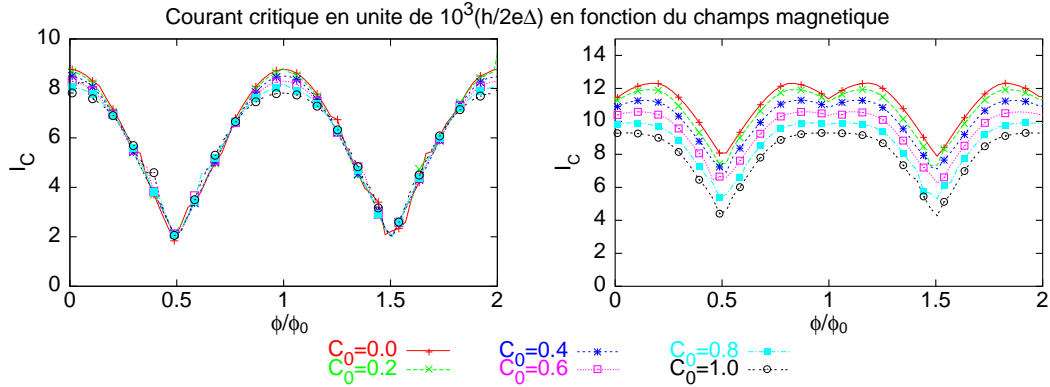 Courant critique en unite de 10³(h/2eΔ) en fonction du champs magnetique
10
8
6
4
2
0
I_C
0 0.5 1 1.5 2
ϕ/ϕ₀
14
12
10
8
6
4
2
0
I_C
0 0.5 1 1.5 2
ϕ/ϕ₀
C₀=0.0 C₀=0.4 C₀=0.8
C₀=0.2 C₀=0.6 C₀=1.0